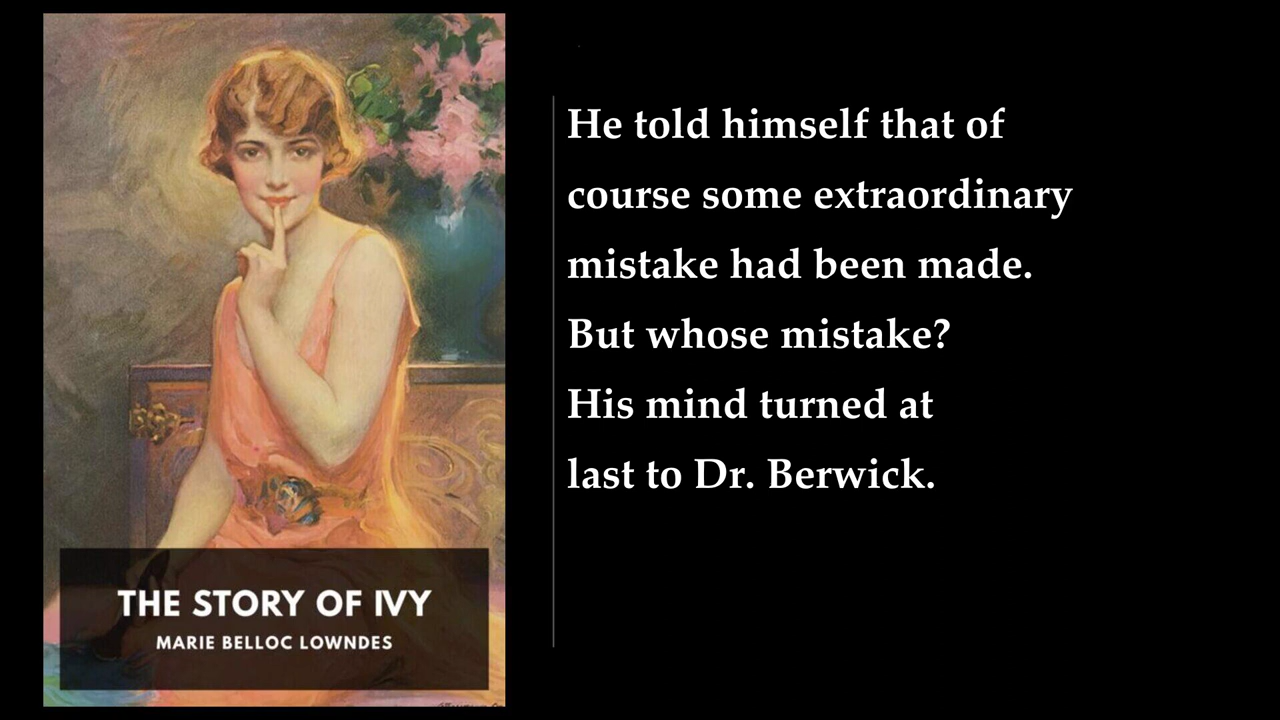 THE STORY OF IVY
MARIE BELLOC LOWNDES
He told himself that of
course some extraordinary
mistake had been made.
But whose mistake?
His mind turned at
last to Dr. Berwick.